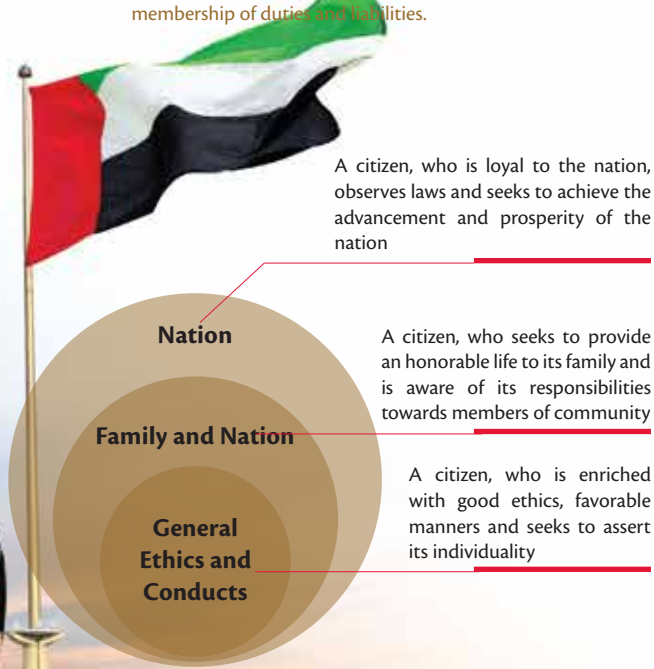 membership of duties and liabilities.
A citizen, who is loyal to the nation,
observes laws and seeks to achieve the
advancement and prosperity of the
nation
Nation
A citizen, who seeks to provide
an honorable life to its family and
is aware of its responsibilities
towards members of community
Family and Nation
A citizen, who is enriched
with good ethics, favorable
manners and seeks to assert
its individuality
General
Ethics and
Conducts